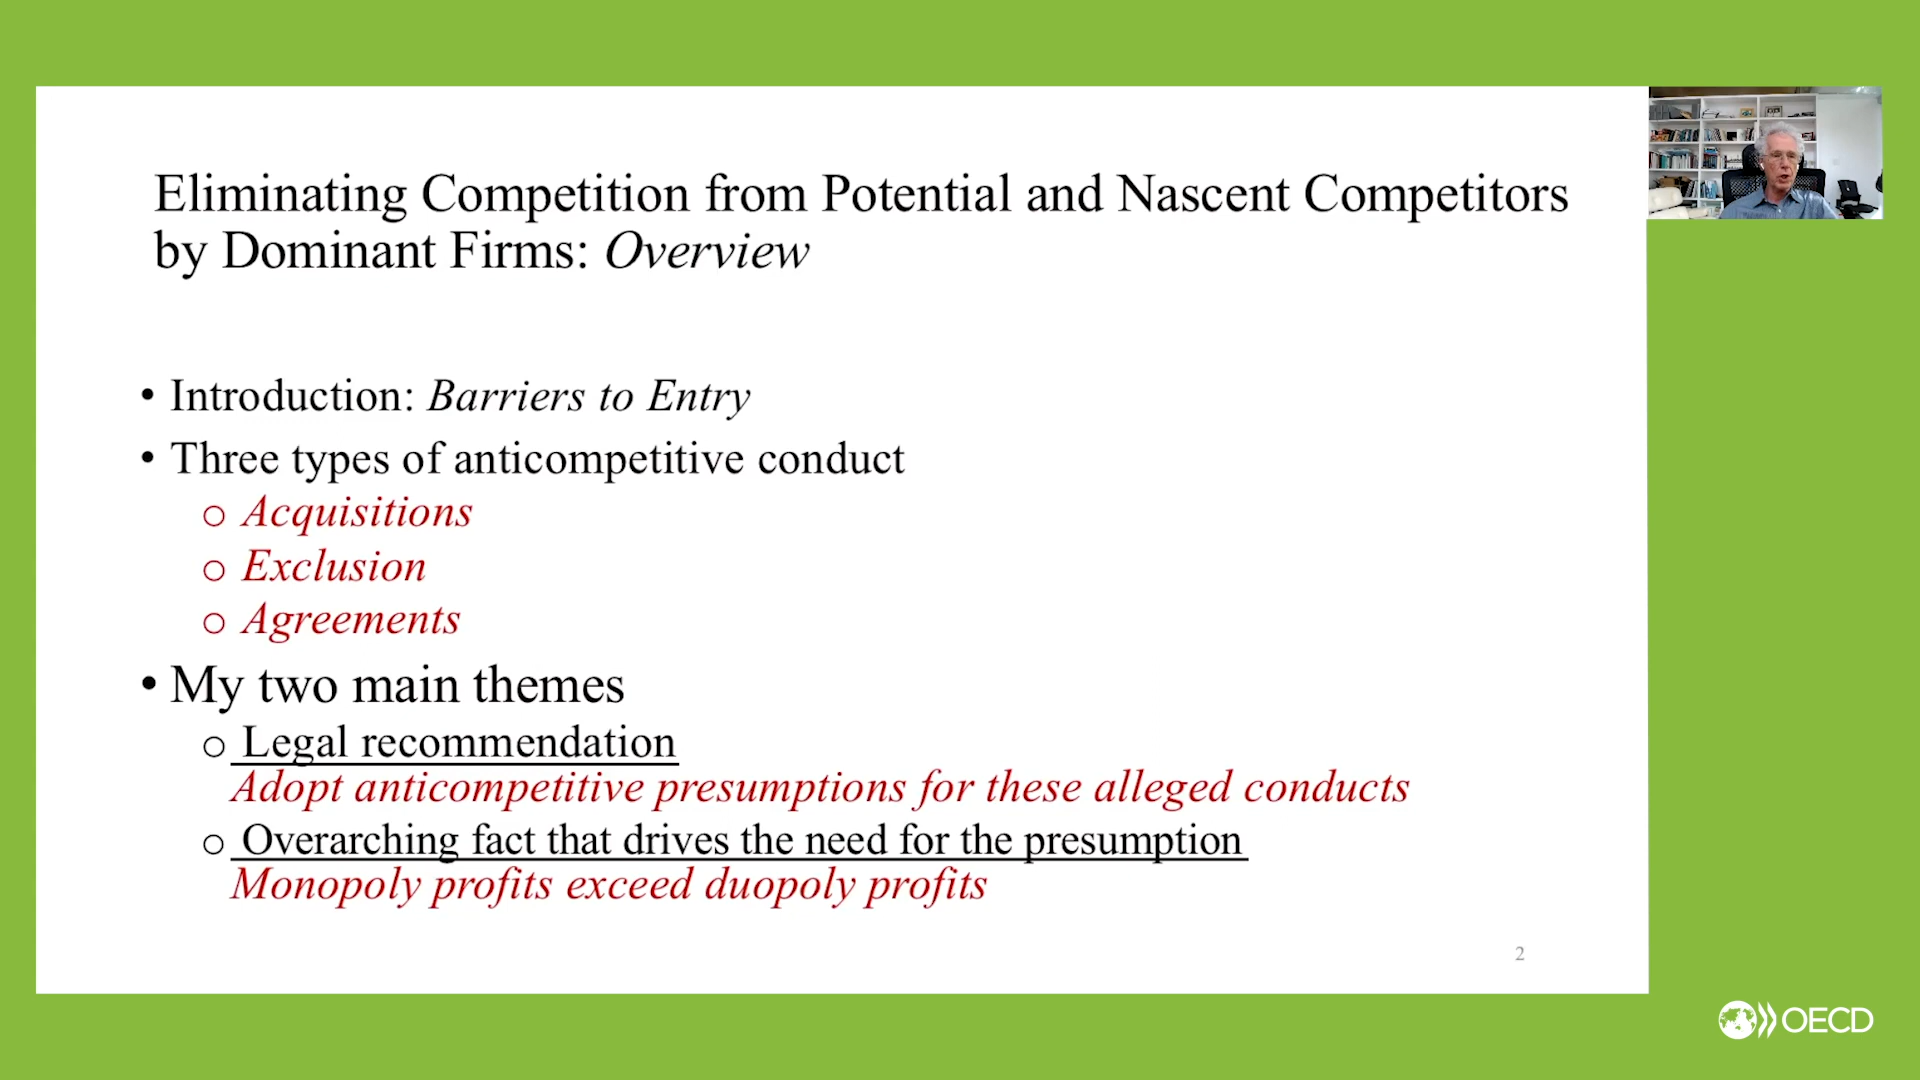 Eliminating Competition from Potential and Nascent Competitors
by Dominant Firms: Overview
• Introduction: Barriers to Entry
• Three types of anticompetitive conduct
o Acquisitions
o Exclusion
o Agreements
• My two main themes
o Legal recommendation
Adopt anticompetitive presumptions for these alleged conducts
o Overarching fact that drives the need for the presumption
Monopoly profits exceed duopoly profits
2
OECD